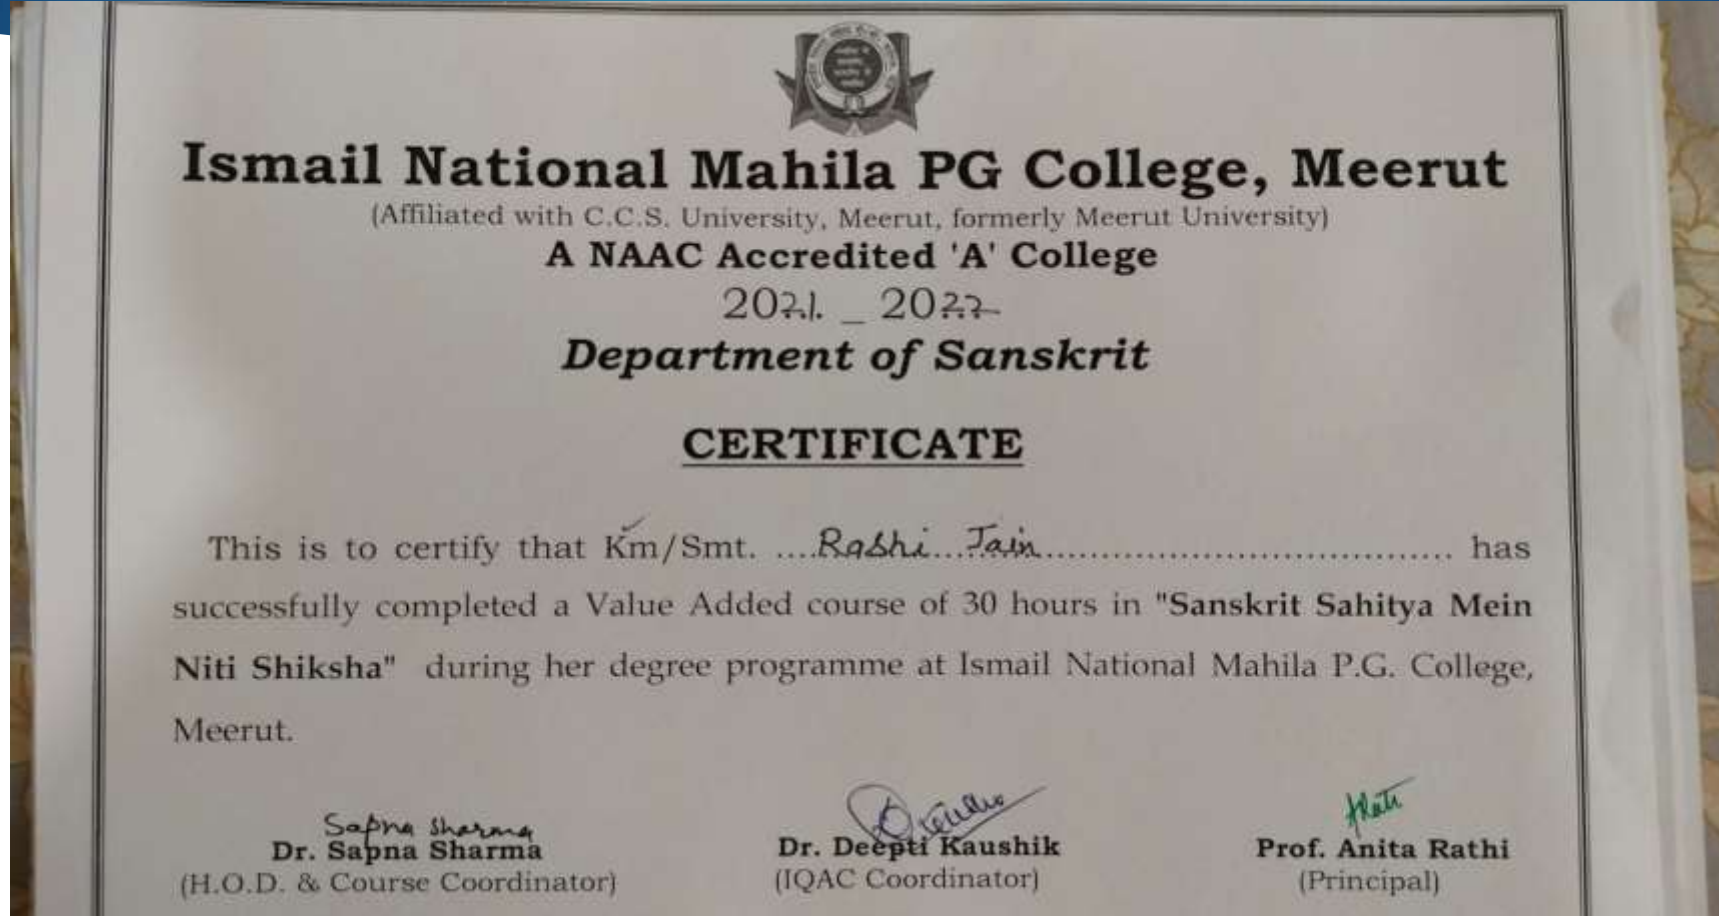 Ismail National Mahila PG College, Meerut
(Affiliated with C.C.S. University, Meerut, formerly Meerut University)
A NAAC Accredited 'A' College
2021. _ 2022
Department of Sanskrit
CERTIFICATE
This is to certify that Km/Smt. ....Rashi...Jain.................................... has
successfully completed a Value Added course of 30 hours in "Sanskrit Sahitya Mein
Niti Shiksha" during her degree programme at Ismail National Mahila P.G. College,
Meerut.
Sapna Sharma
Dr. Sapna Sharma
(H.O.D. & Course Coordinator)
Dr. Deepti Kaushik
(IQAC Coordinator)
Prof. Anita Rathi
(Principal)